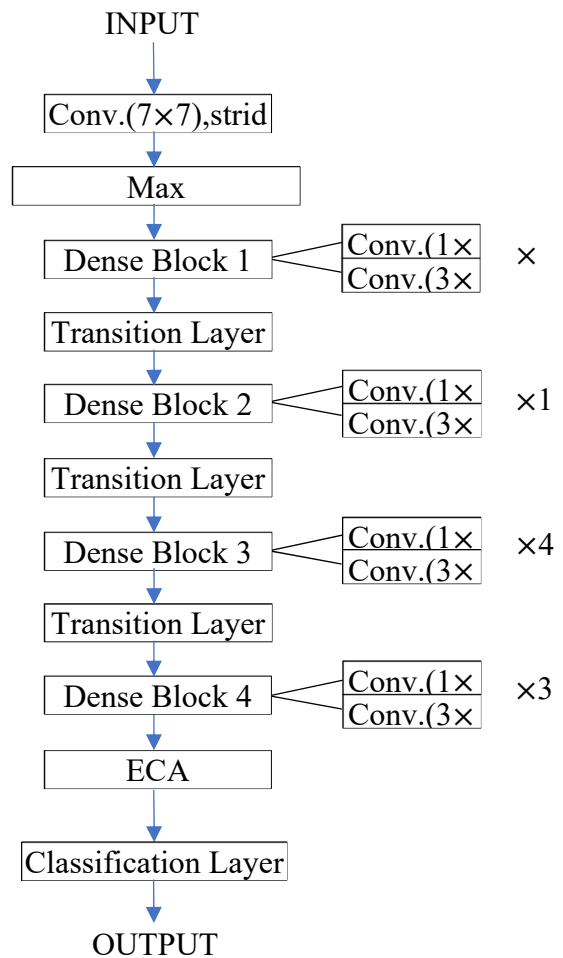 INPUT
Conv.(7×7),strid
Max
Dense Block 1
Conv.(1×
Conv.(3×
×
Transition Layer
Dense Block 2
Conv.(1×
Conv.(3×
×1
Transition Layer
Dense Block 3
Conv.(1×
Conv.(3×
×4
Transition Layer
Dense Block 4
Conv.(1×
Conv.(3×
×3
ECA
Classification Layer
OUTPUT